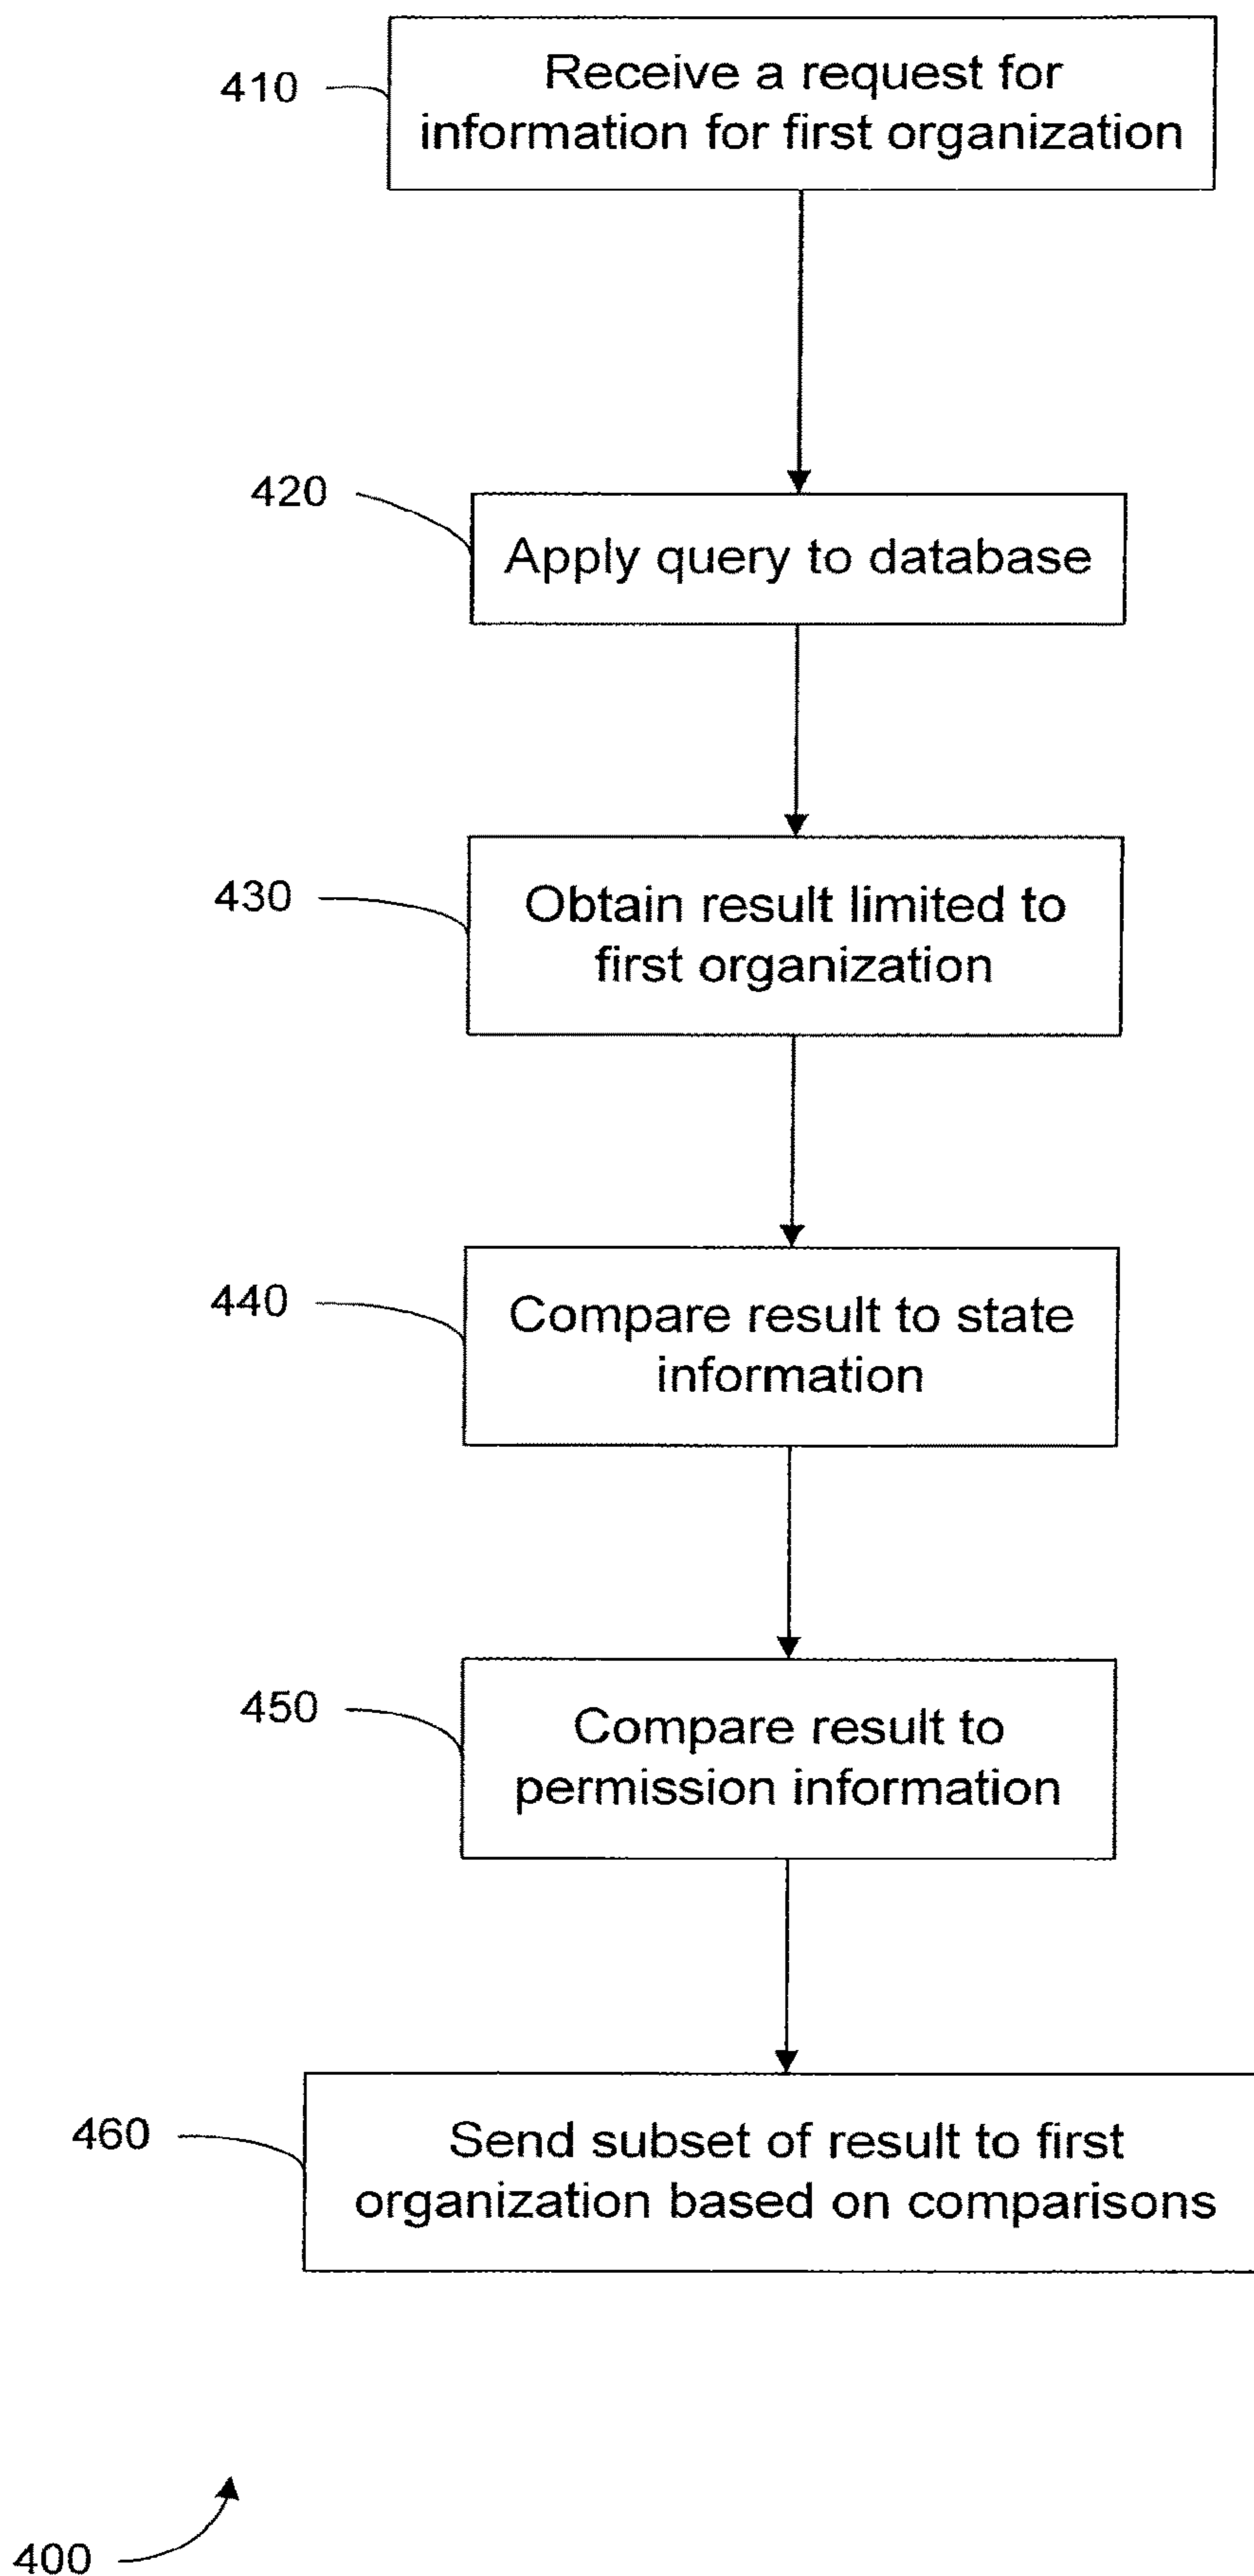 410
Receive a request for
information for first organization
420
Apply query to database
430
Obtain result limited to
first organization
440
Compare result to state
information
450
Compare result to
permission information
460
Send subset of result to first
organization based on comparisons
400